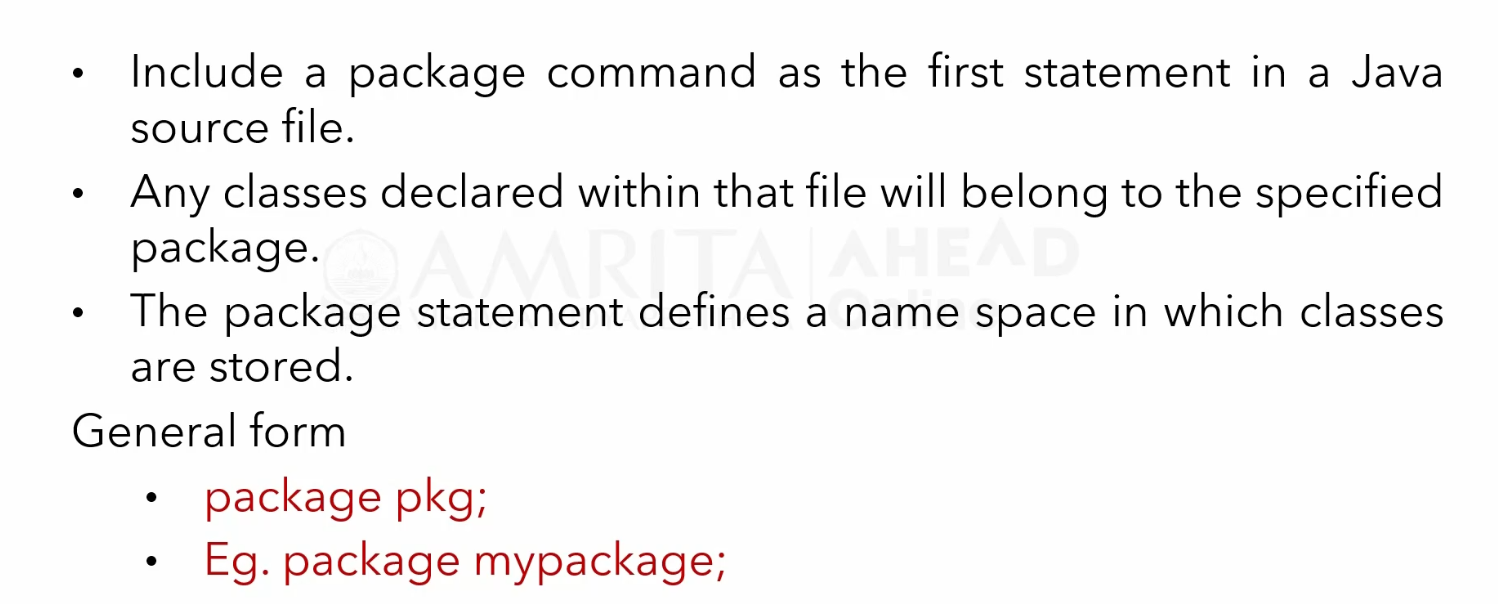 • Include a package command as the first statement in a Java
source file.
• Any classes declared within that file will belong to the specified
package.
AMRITA AHEAD
Online
• The package statement defines a name space in which classes
are stored.
General form
• package pkg;
• Eg. package mypackage;